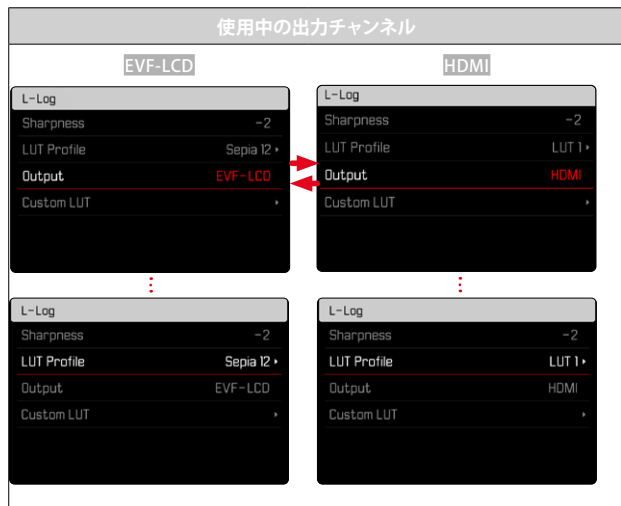 使用中の出力チャンネル
EVF-LCD
HDMI
L-Log
Sharpness -2
LUT Profile Sepia 12
Output EVF-LCD
Custom LUT
L-Log
Sharpness -2
LUT Profile LUT 1
Output HDMI
Custom LUT
L-Log
Sharpness -2
LUT Profile Sepia 12
Output EVF-LCD
Custom LUT
L-Log
Sharpness -2
LUT Profile LUT 1
Output HDMI
Custom LUT